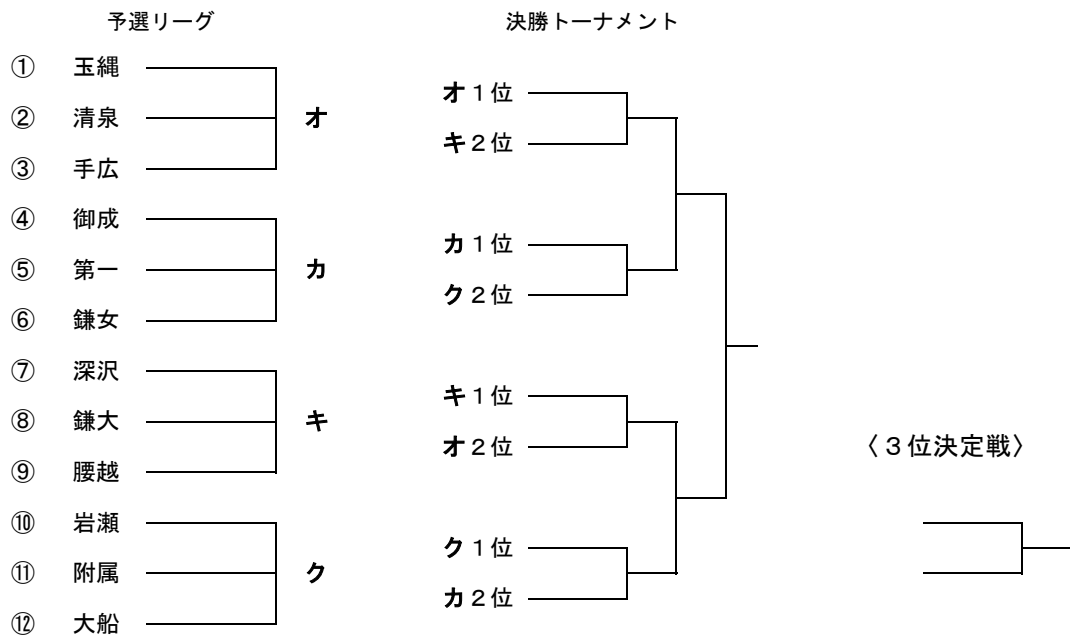 予選リーグ
① 玉縄
② 清泉
③ 手広
オ
④ 御成
⑤ 第一
⑥ 鎌女
カ
⑦ 深沢
⑧ 鎌大
⑨ 腰越
キ
⑩ 岩瀬
⑪ 附属
⑫ 大船
ク
決勝トーナメント
オ１位
キ２位
カ１位
ク２位
キ１位
オ２位
ク１位
カ２位
〈３位決定戦〉